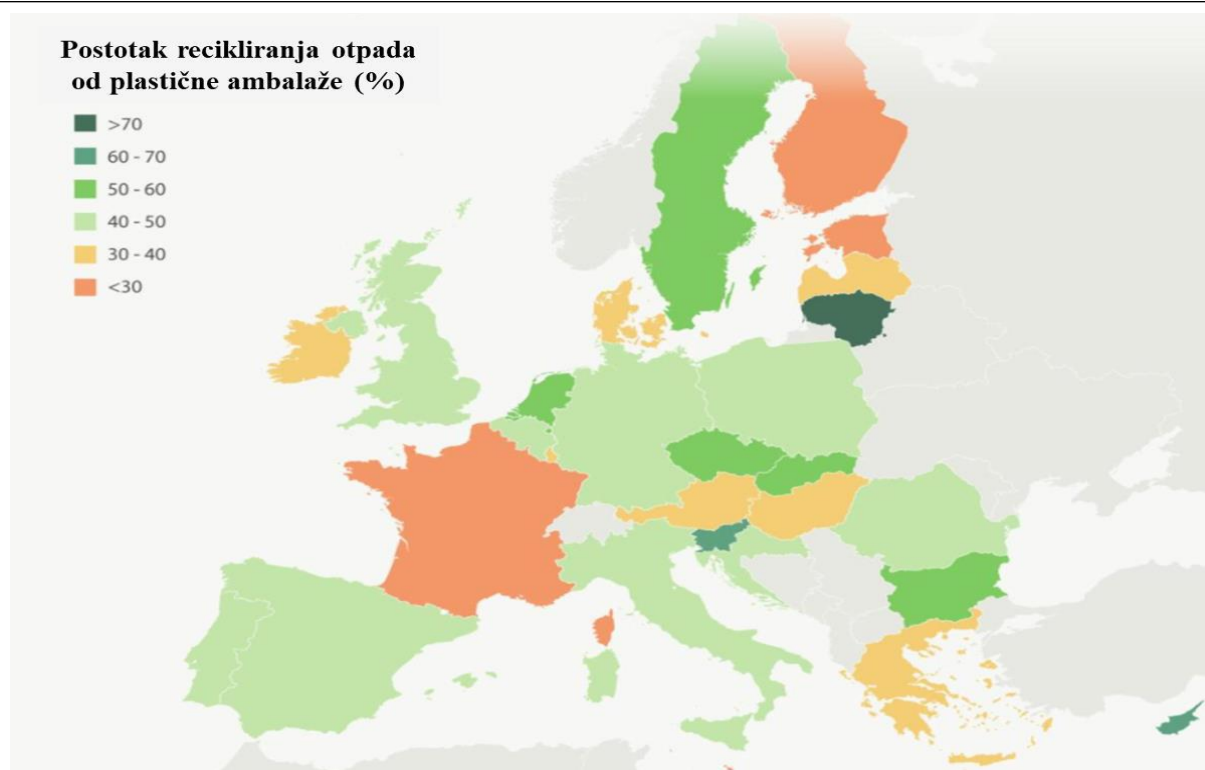 Postotak recikliranja otpada
od plastične ambalaže (%)
>70
60 - 70
50 - 60
40 - 50
30 - 40
<30